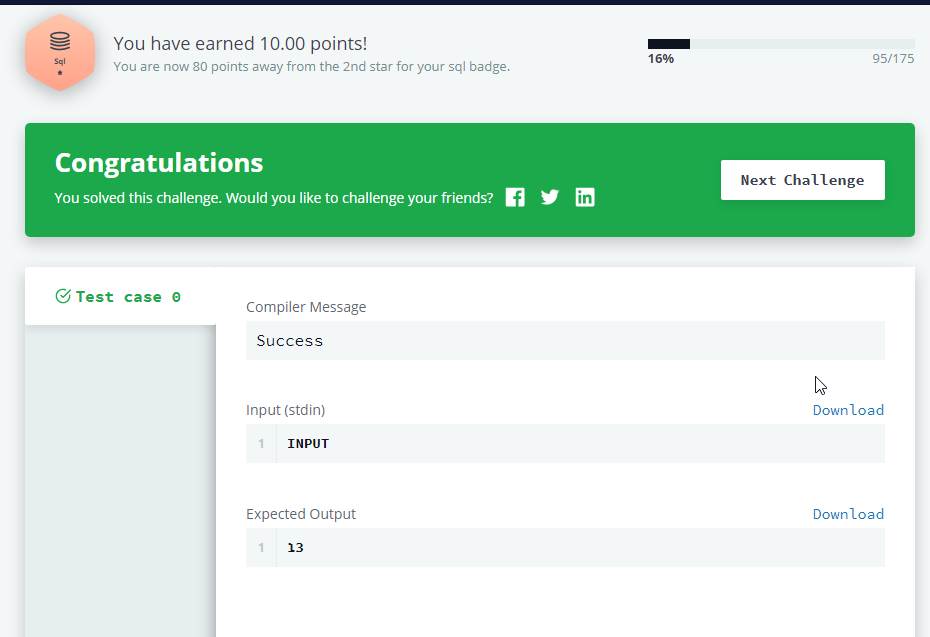 Sql
You have earned 10.00 points!
You are now 80 points away from the 2nd star for your sql badge.
16%
95/175
Congratulations
You solved this challenge. Would you like to challenge your friends?
Next Challenge
Test case 0
Compiler Message
Success
Input (stdin)
Download
1 INPUT
Expected Output
Download
1 13